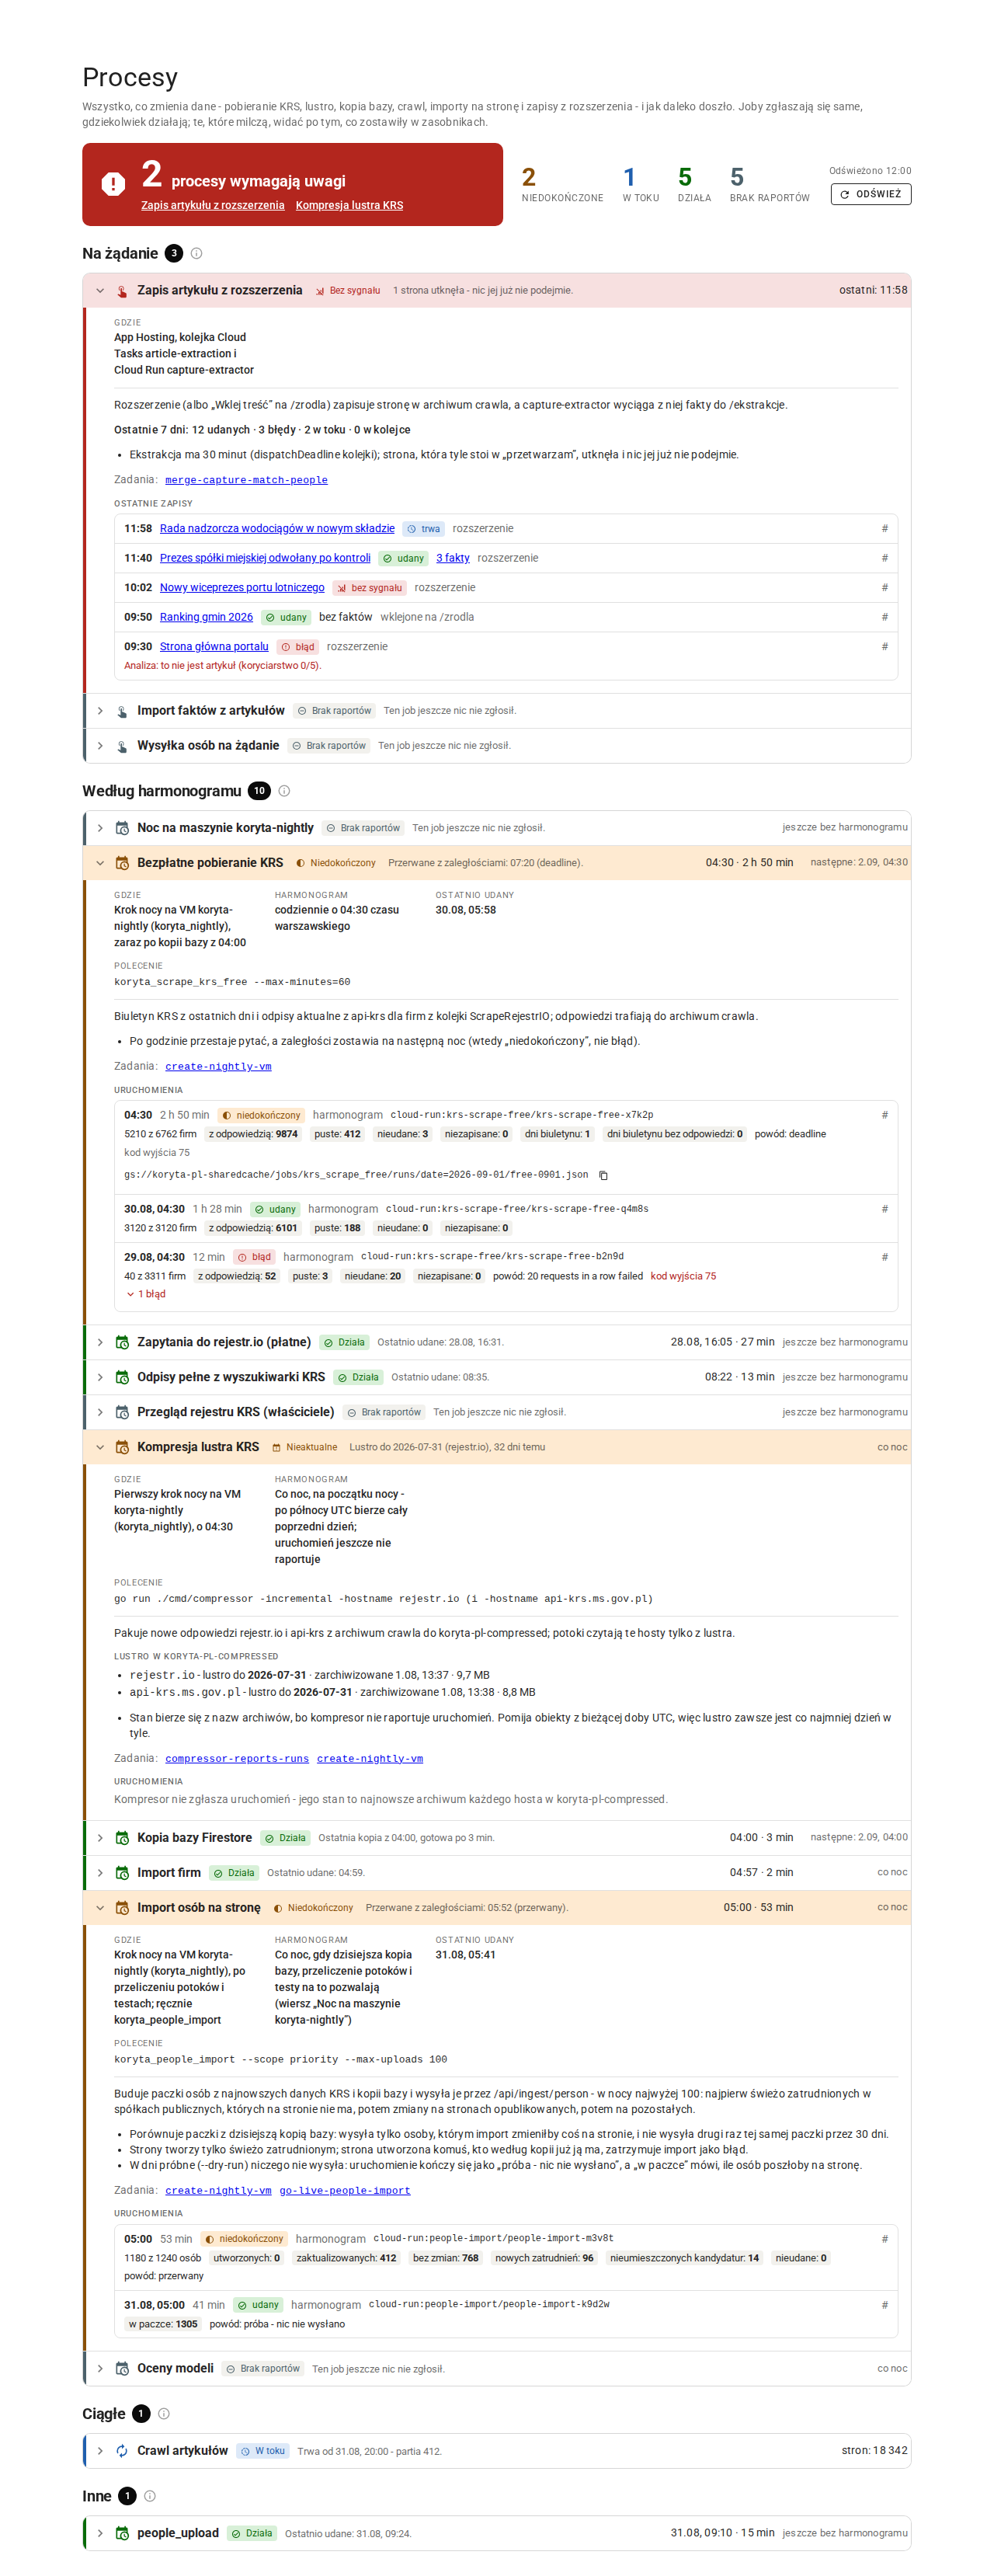 Procesy
Wszystko, co zmienia dane - pobieranie KRS, lustro, kopia bazy, crawl, importy na stronę i zapisy z rozszerzenia - i jak daleko doszło. Joby zgłaszają się same,
gdziekolwiek działają; te, które milczą, widać po tym, co zostawiły w zasobnikach.
2 procesy wymagają uwagi
Zapis artykułu z rozszerzenia Kompresja lustra KRS
2 NIEDOKOŃCZONE
1 W TOKU
5 DZIAŁA
5 BRAK RAPORTÓW
Odświeżono 12:00
ODŚWIEŻ
Na żądanie 3
Zapis artykułu z rozszerzenia Bez sygnału 1 strona utknęła - nic jej już nie podejmie. ostatni: 11:58
GDZIE
App Hosting, kolejka Cloud
Tasks article-extraction i
Cloud Run capture-extractor
Rozszerzenie (albo „Wklej treść” na /zrodla) zapisuje stronę w archiwum crawla, a capture-extractor wyciąga z niej fakty do /ekstrakcje.
Ostatnie 7 dni: 12 udanych · 3 błędy · 2 w toku · 0 w kolejce
• Ekstrakcja ma 30 minut (dispatchDeadline kolejki); strona, która tyle stoi w „przetwarzam”, utknęła i nic jej już nie podejmie.
Zadania: merge-capture-match-people
OSTATNIE ZAPISY
11:58 Rada nadzorcza wodociągów w nowym składzie trwa rozszerzenie #
11:40 Prezes spółki miejskiej odwołany po kontroli udany 3 fakty rozszerzenie #
10:02 Nowy wiceprezes portu lotniczego bez sygnału rozszerzenie #
09:50 Ranking gmin 2026 udany bez faktów wklejone na /zrodla #
09:30 Strona główna portalu błąd rozszerzenie #
Analiza: to nie jest artykuł (koryciarstwo 0/5).
Import faktów z artykułów Brak raportów Ten job jeszcze nic nie zgłosił.
Wysyłka osób na żądanie Brak raportów Ten job jeszcze nic nie zgłosił.
Według harmonogramu 10
Noc na maszynie koryta-nightly Brak raportów Ten job jeszcze nic nie zgłosił. jeszcze bez harmonogramu
Bezpłatne pobieranie KRS Niedokończony Przerwane z zaległościami: 07:20 (deadline). 04:30 · 2 h 50 min następne: 2.09, 04:30
GDZIE
Krok nocy na VM koryta-
nightly (koryta_nightly),
zaraz po kopii bazy z 04:00
HARMONOGRAM
codziennie o 04:30 czasu
warszawskiego
OSTATNIO UDANY
30.08, 05:58
POLECENIE
koryta_scrape_krs_free --max-minutes=60
Biuletyn KRS z ostatnich dni i odpisy aktualne z api-krs dla firm z kolejki ScrapeRejestrIO; odpowiedzi trafiają do archiwum crawla.
• Po godzinie przestaje pytać, a zaległości zostawia na następną noc (wtedy „niedokończony”, nie błąd).
Zadania: create-nightly-vm
URUCHOMIENIA
04:30 2 h 50 min niedokończony harmonogram cloud-run:krs-scrape-free/krs-scrape-free-x7k2p #
5210 z 6762 firm z odpowiedzią: 9874 puste: 412 nieudane: 3 niezapisane: 0 dni biuletynu: 1 dni biuletynu bez odpowiedzi: 0 powód: deadline
kod wyjścia 75
gs://koryta-pl-sharedcache/jobs/krs_scrape_free/runs/date=2026-09-01/free-0901.json
30.08, 04:30 1 h 28 min udany harmonogram cloud-run:krs-scrape-free/krs-scrape-free-q4m8s #
3120 z 3120 firm z odpowiedzią: 6101 puste: 188 nieudane: 0 niezapisane: 0
29.08, 04:30 12 min błąd harmonogram cloud-run:krs-scrape-free/krs-scrape-free-b2n9d #
40 z 3311 firm z odpowiedzią: 52 puste: 3 nieudane: 20 niezapisane: 0 powód: 20 requests in a row failed kod wyjścia 75
1 błąd
Zapytania do rejestr.io (płatne) Działa Ostatnio udane: 28.08, 16:31. 28.08, 16:05 · 27 min jeszcze bez harmonogramu
Odpisy pełne z wyszukiwarki KRS Działa Ostatnio udane: 08:35. 08:22 · 13 min jeszcze bez harmonogramu
Przegląd rejestru KRS (właściciele) Brak raportów Ten job jeszcze nic nie zgłosił. jeszcze bez harmonogramu
Kompresja lustra KRS Nieaktualne Lustro do 2026-07-31 (rejestr.io), 32 dni temu co noc
GDZIE
Pierwszy krok nocy na VM
koryta-nightly
(koryta_nightly), o 04:30
HARMONOGRAM
Co noc, na początku nocy -
po północy UTC bierze cały
poprzedni dzień;
uruchomień jeszcze nie
raportuje
POLECENIE
go run ./cmd/compressor -incremental -hostname rejestr.io (i -hostname api-krs.ms.gov.pl)
Pakuje nowe odpowiedzi rejestr.io i api-krs z archiwum crawla do koryta-pl-compressed; potoki czytają te hosty tylko z lustra.
LUSTRO W KORYTA-PL-COMPRESSED
• rejestr.io - lustro do 2026-07-31 · zarchiwizowane 1.08, 13:37 · 9,7 MB
• api-krs.ms.gov.pl - lustro do 2026-07-31 · zarchiwizowane 1.08, 13:38 · 8,8 MB
• Stan bierze się z nazw archiwów, bo kompresor nie raportuje uruchomień. Pomija obiekty z bieżącej doby UTC, więc lustro zawsze jest co najmniej dzień w
tyle.
Zadania: compressor-reports-runs create-nightly-vm
URUCHOMIENIA
Kompresor nie zgłasza uruchomień - jego stan to najnowsze archiwum każdego hosta w koryta-pl-compressed.
Kopia bazy Firestore Działa Ostatnia kopia z 04:00, gotowa po 3 min. 04:00 · 3 min następne: 2.09, 04:00
Import firm Działa Ostatnio udane: 04:59. 04:57 · 2 min co noc
Import osób na stronę Niedokończony Przerwane z zaległościami: 05:52 (przerwany). 05:00 · 53 min co noc
GDZIE
Krok nocy na VM koryta-
nightly (koryta_nightly), po
przeliczeniu potoków i
testach; ręcznie
koryta_people_import
HARMONOGRAM
Co noc, gdy dzisiejsza kopia
bazy, przeliczenie potoków i
testy na to pozwalają
(wiersz „Noc na maszynie
koryta-nightly”)
OSTATNIO UDANY
31.08, 05:41
POLECENIE
koryta_people_import --scope priority --max-uploads 100
Buduje paczki osób z najnowszych danych KRS i kopii bazy i wysyła je przez /api/ingest/person - w nocy najwyżej 100: najpierw świeżo zatrudnionych w
spółkach publicznych, których na stronie nie ma, potem zmiany na stronach opublikowanych, potem na pozostałych.
• Porównuje paczki z dzisiejszą kopią bazy: wysyła tylko osoby, którym import zmieniłby coś na stronie, i nie wysyła drugi raz tej samej paczki przez 30 dni.
• Strony tworzy tylko świeżo zatrudnionym; strona utworzona komuś, kto według kopii już ją ma, zatrzymuje import jako błąd.
• W dni próbne (--dry-run) niczego nie wysyła: uruchomienie kończy się jako „próba - nic nie wysłano”, a „w paczce” mówi, ile osób poszłoby na stronę.
Zadania: create-nightly-vm go-live-people-import
URUCHOMIENIA
05:00 53 min niedokończony harmonogram cloud-run:people-import/people-import-m3v8t #
1180 z 1240 osób utworzonych: 0 zaktualizowanych: 412 bez zmian: 768 nowych zatrudnień: 96 nieumieszczonych kandydatur: 14 nieudane: 0
powód: przerwany
31.08, 05:00 41 min udany harmonogram cloud-run:people-import/people-import-k9d2w #
w paczce: 1305 powód: próba - nic nie wysłano
Oceny modeli Brak raportów Ten job jeszcze nic nie zgłosił. co noc
Ciągłe 1
Crawl artykułów W toku Trwa od 31.08, 20:00 - partia 412. stron: 18 342
Inne 1
people_upload Działa Ostatnio udane: 31.08, 09:24. 31.08, 09:10 · 15 min jeszcze bez harmonogramu